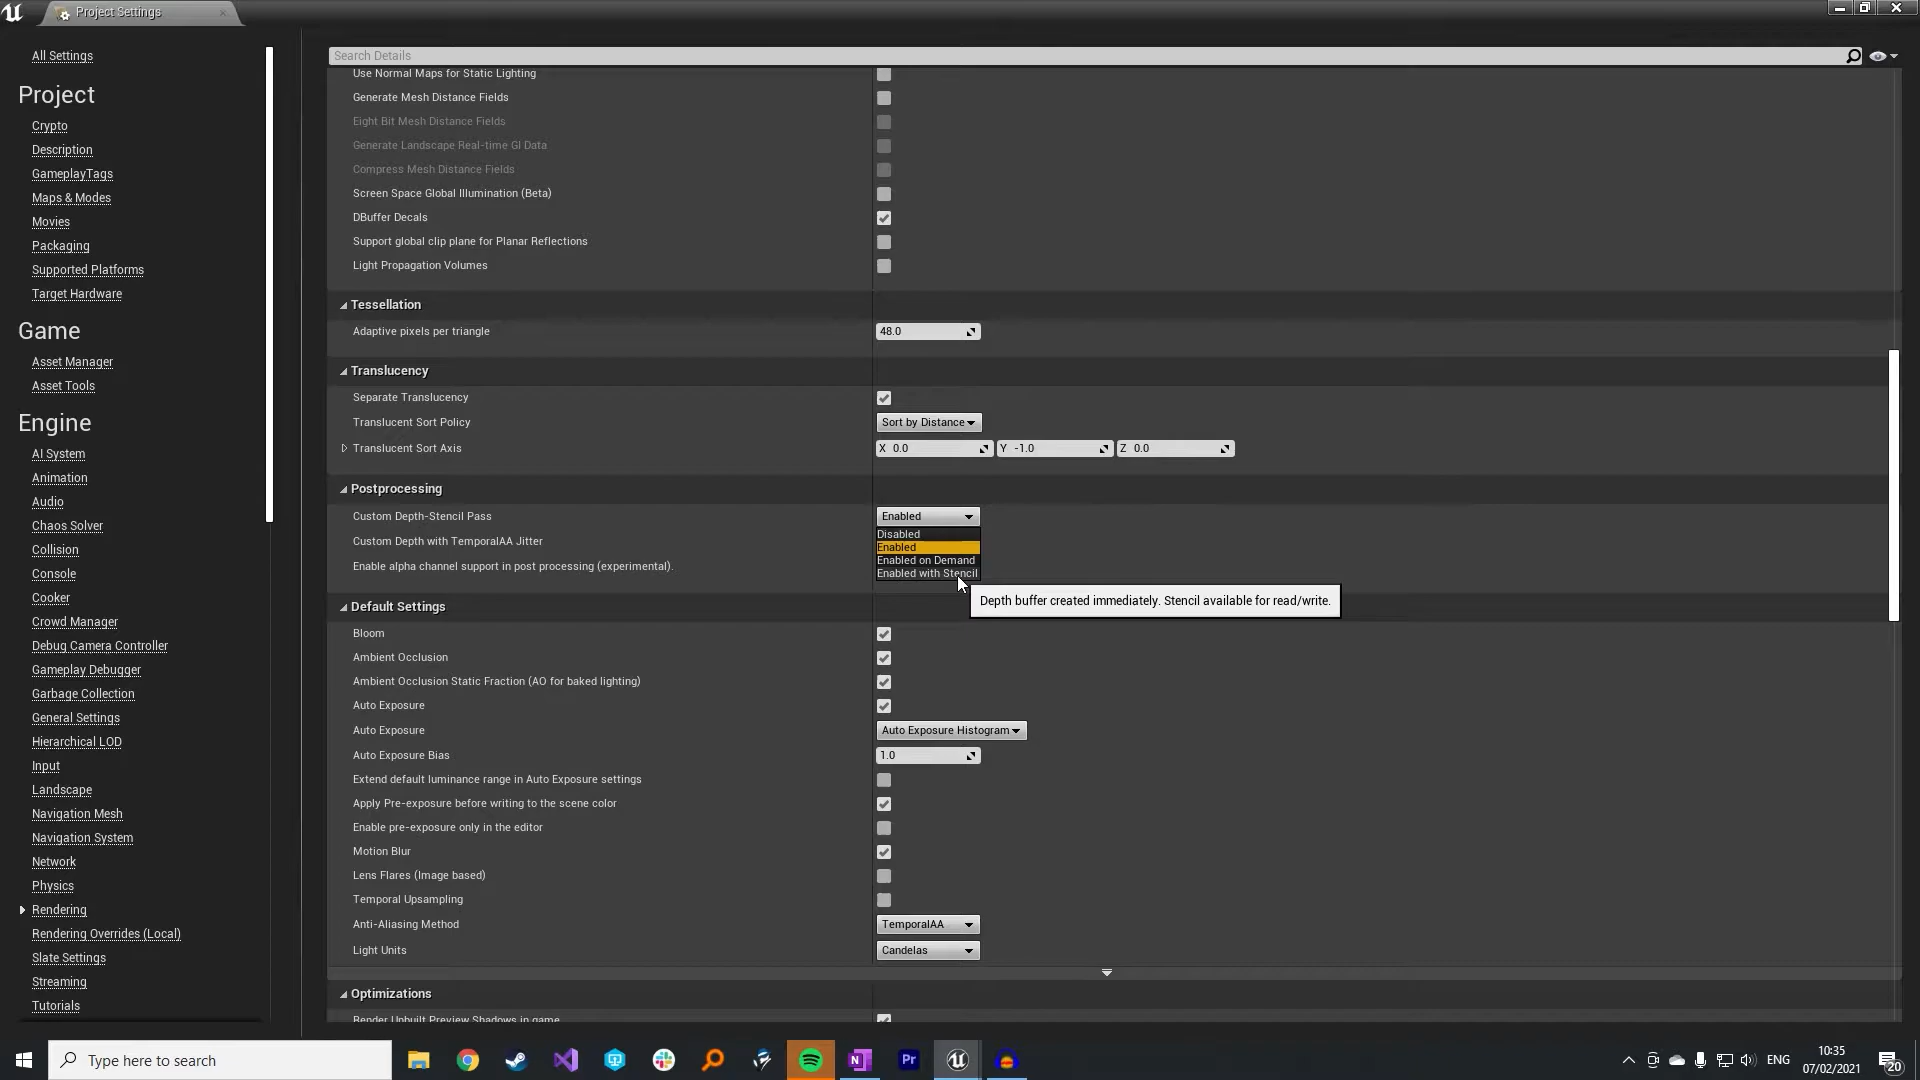 Project Settings
All Settings
Project
Crypto
Description
GameplayTags
Maps & Modes
Movies
Packaging
Supported Platforms
Target Hardware
Game
Asset Manager
Asset Tools
Engine
AI System
Animation
Audio
Chaos Solver
Collision
Console
Cooker
Crowd Manager
Debug Camera Controller
Gameplay Debugger
Garbage Collection
General Settings
Hierarchical LOD
Input
Landscape
Navigation Mesh
Navigation System
Network
Physics
Rendering
Rendering Overrides (Local)
Slate Settings
Streaming
Tutorials
Search Details
Use Normal Maps for Static Lighting
Generate Mesh Distance Fields
Eight Bit Mesh Distance Fields
Generate Landscape Real-time GI Data
Compress Mesh Distance Fields
Screen Space Global Illumination (Beta)
DBuffer Decals
Support global clip plane for Planar Reflections
Light Propagation Volumes
Tessellation
Adaptive pixels per triangle 48.0
Translucency
Separate Translucency
Translucent Sort Policy Sort by Distance
Translucent Sort Axis X 0.0 Y -1.0 Z 0.0
Postprocessing
Custom Depth-Stencil Pass Enabled
Disabled
Custom Depth with TemporalAA Jitter Enabled
Enabled on Demand
Enable alpha channel support in post processing (experimental). Enabled with Stencil
Depth buffer created immediately. Stencil available for read/write.
Default Settings
Bloom
Ambient Occlusion
Ambient Occlusion Static Fraction (AO for baked lighting)
Auto Exposure
Auto Exposure Auto Exposure Histogram
Auto Exposure Bias 1.0
Extend default luminance range in Auto Exposure settings
Apply Pre-exposure before writing to the scene color
Enable pre-exposure only in the editor
Motion Blur
Lens Flares (Image based)
Temporal Upsampling
Anti-Aliasing Method TemporalAA
Light Units Candelas
Optimizations
Render Unbuilt Preview Shadows in game
Type here to search
N
Pr
ENG
10:35
07/02/2021
20